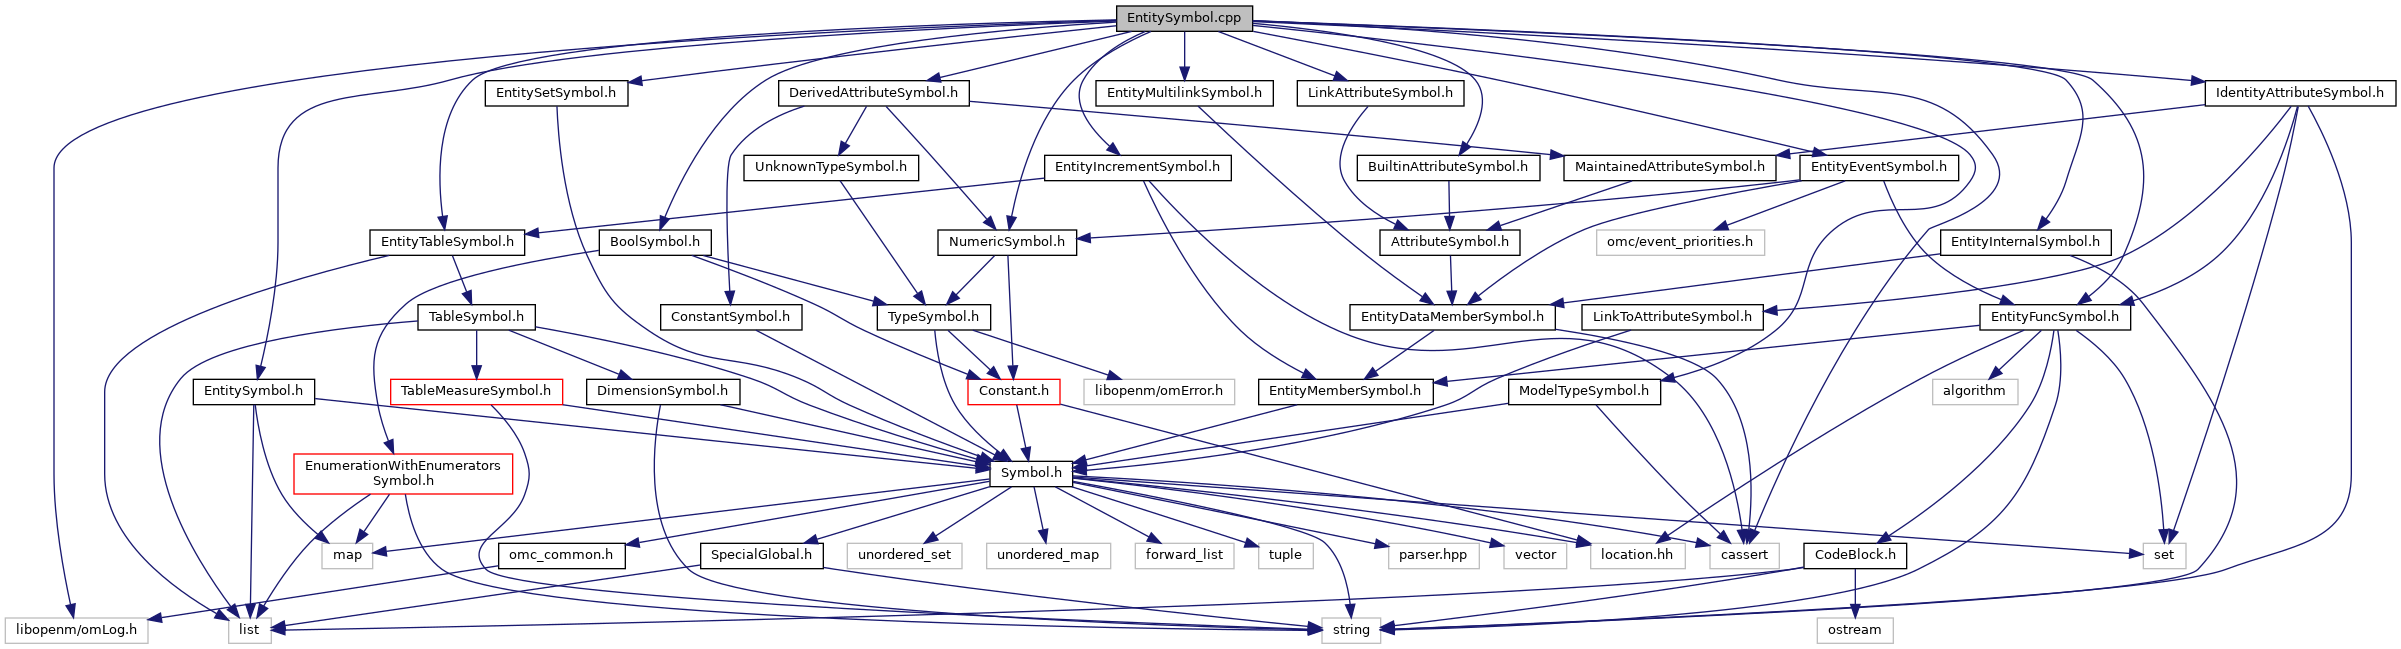 EntitySymbol.cpp
EntitySetSymbol.h
DerivedAttributeSymbol.h
EntityMultilinkSymbol.h
LinkAttributeSymbol.h
IdentityAttributeSymbol.h
UnknownTypeSymbol.h
EntityIncrementSymbol.h
BuiltinAttributeSymbol.h
MaintainedAttributeSymbol.h
EntityEventSymbol.h
EntityTableSymbol.h
BoolSymbol.h
NumericSymbol.h
AttributeSymbol.h
omc/event_priorities.h
EntityInternalSymbol.h
TableSymbol.h
ConstantSymbol.h
TypeSymbol.h
EntityDataMemberSymbol.h
LinkToAttributeSymbol.h
EntityFuncSymbol.h
EntitySymbol.h
TableMeasureSymbol.h
DimensionSymbol.h
Constant.h
libopenm/omError.h
EntityMemberSymbol.h
ModelTypeSymbol.h
algorithm
EnumerationWithEnumerators
Symbol.h
Symbol.h
map
omc_common.h
SpecialGlobal.h
unordered_set
unordered_map
forward_list
tuple
parser.hpp
vector
location.hh
cassert
CodeBlock.h
set
libopenm/omLog.h
list
string
ostream